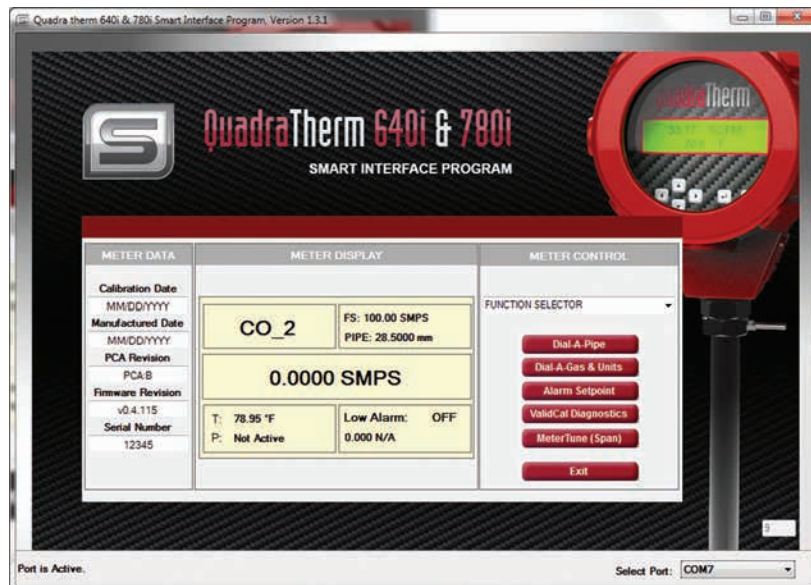 Quadra therm 640i & 780i Smart Interface Program, Version 1.3.1
QuadraTherm 640i & 780i
SMART INTERFACE PROGRAM
METER DATA
Calibration Date
MM/DD/YYYY
Manufactured Date
MM/DD/YYYY
PCA Revision
PCA:B
Firmware Revision
v0.4.115
Serial Number
12345
METER DISPLAY
CO_2
FS: 100.00 SMPS
PIPE: 28.5000 mm
0.0000 SMPS
T: 78.95 °F
P: Not Active
Low Alarm: OFF
0.000 N/A
METER CONTROL
FUNCTION SELECTOR
Dial-A-Pipe
Dial-A-Gas & Units
Alarm Setpoint
ValidCal Diagnostics
MeterTune (Span)
Exit
Port is Active.
Select Port: COM7